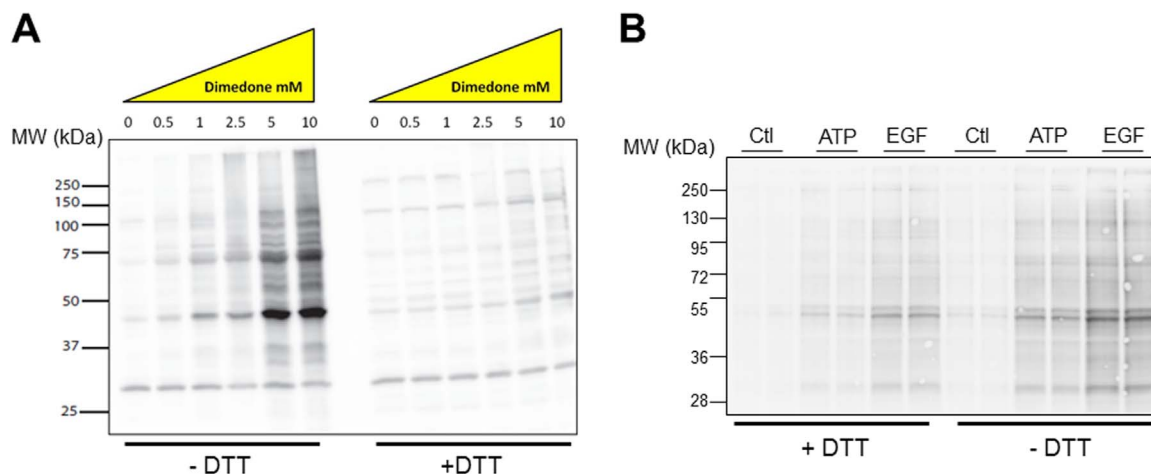 A
Dimedone mM
Dimedone mM
0 0.5 1 2.5 5 10
0 0.5 1 2.5 5 10
MW (kDa)
250
150
100
75
50
37
25
- DTT
+DTT
B
MW (kDa)
Ctl ATP EGF Ctl ATP EGF
250
130
95
72
55
36
28
+ DTT
- DTT